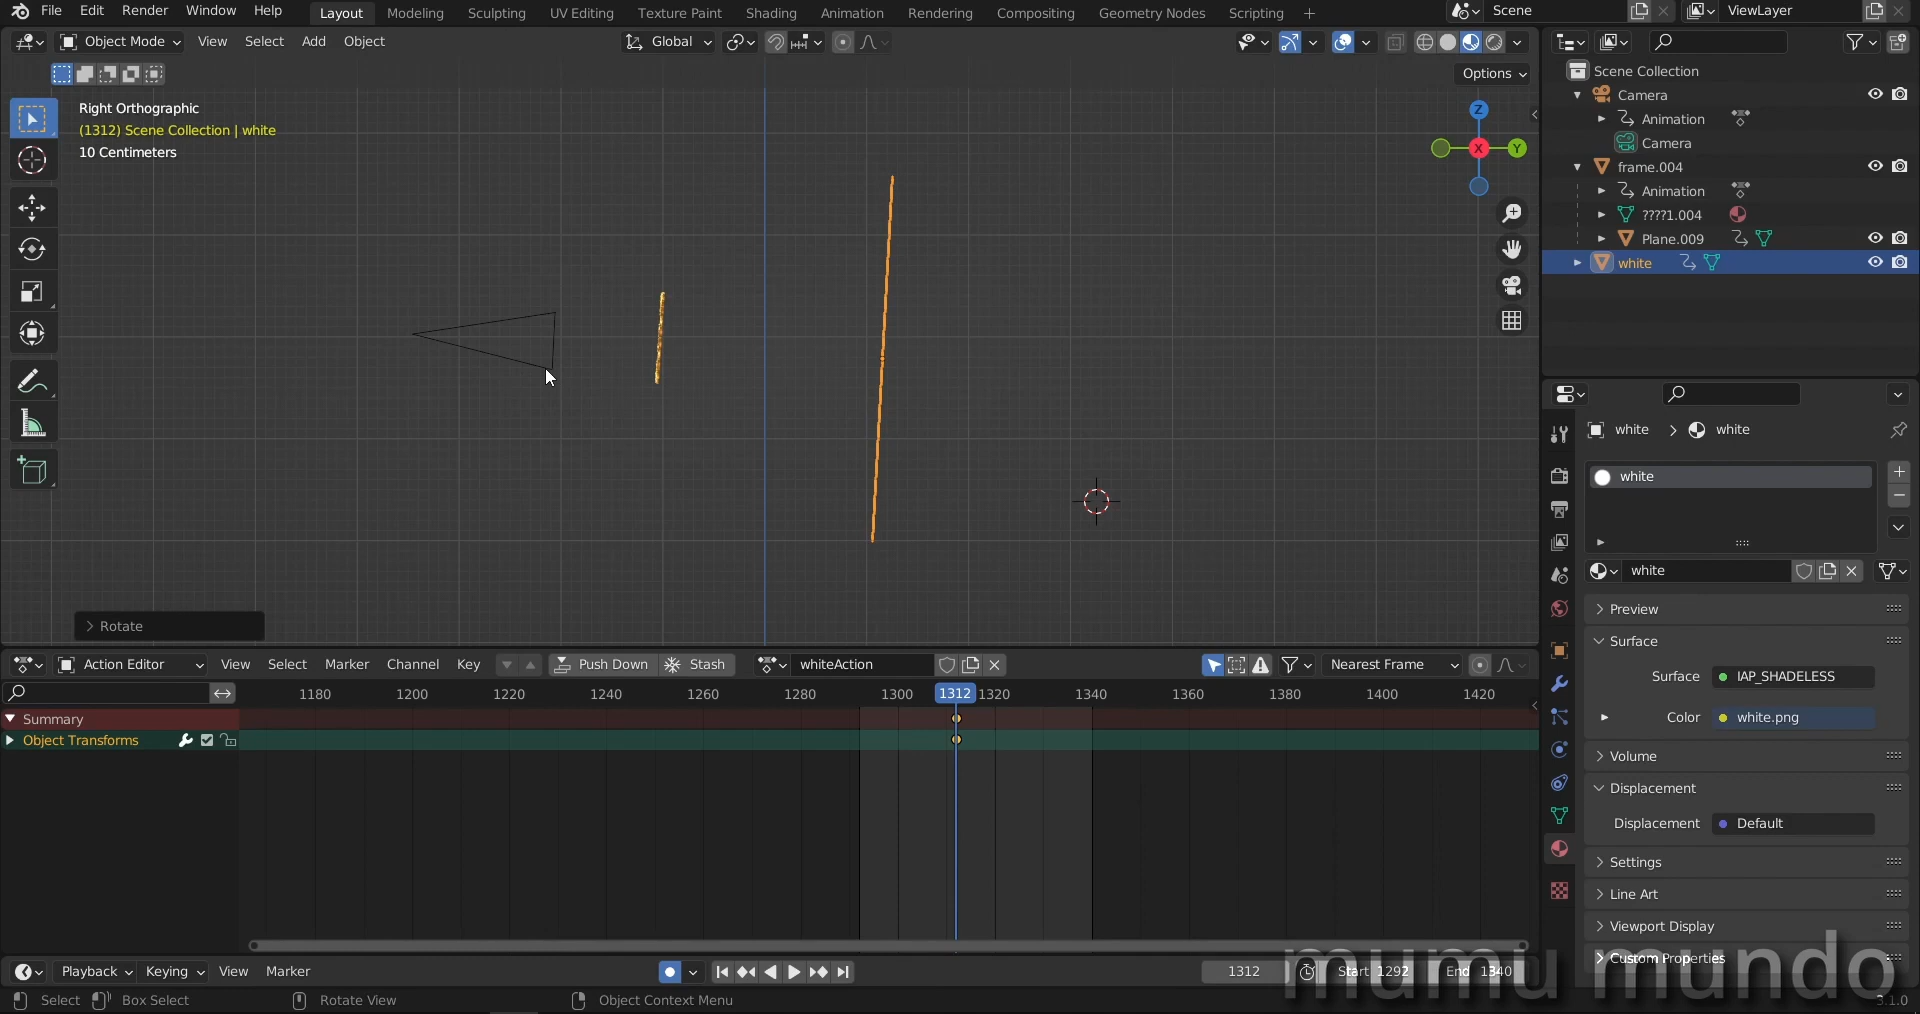 File Edit Render Window Help Layout Modeling Sculpting UV Editing Texture Paint Shading Animation Rendering Compositing Geometry Nodes Scripting + Scene ViewLayer
Object Mode View Select Add Object Global
Options
Right Orthographic
(1312) Scene Collection | white
10 Centimeters
Z
X
Y
Rotate
Scene Collection
Camera
Animation
Camera
frame.004
Animation
????1.004
Plane.009
white
white > white
white
white
Preview
Surface
Surface IAP_SHADELESS
Color white.png
Volume
Displacement
Displacement Default
Settings
Line Art
Viewport Display
Custom Properties
Action Editor View Select Marker Channel Key Push Down Stash whiteAction Nearest Frame
1180 1200 1220 1240 1260 1280 1300 1312 1320 1340 1360 1380 1400 1420
Summary
Object Transforms
Playback Keying View Marker 1312 Start 1292 End 1340
mumu mundo
Select Box Select Rotate View Object Context Menu 3.1.0